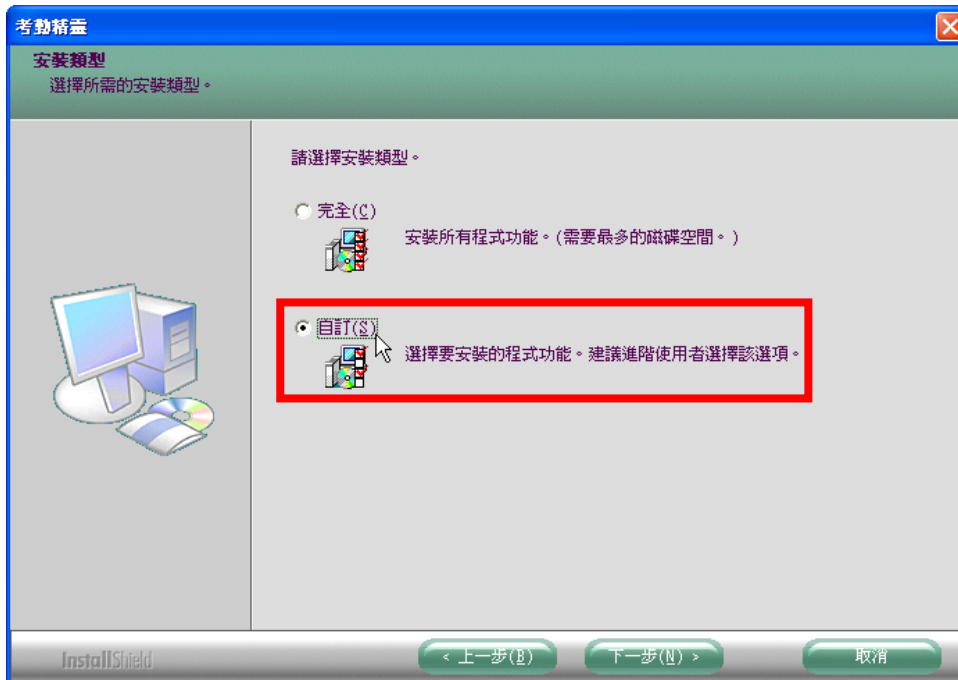 考勤精靈
安裝類型
選擇所需的安裝類型。
請選擇安裝類型。
完全(C)
安裝所有程式功能。(需要最多的磁碟空間。)
自訂(S)
選擇要安裝的程式功能。建議進階使用者選擇該選項。
InstallShield
< 上一步(B)
下一步(N) >
取消